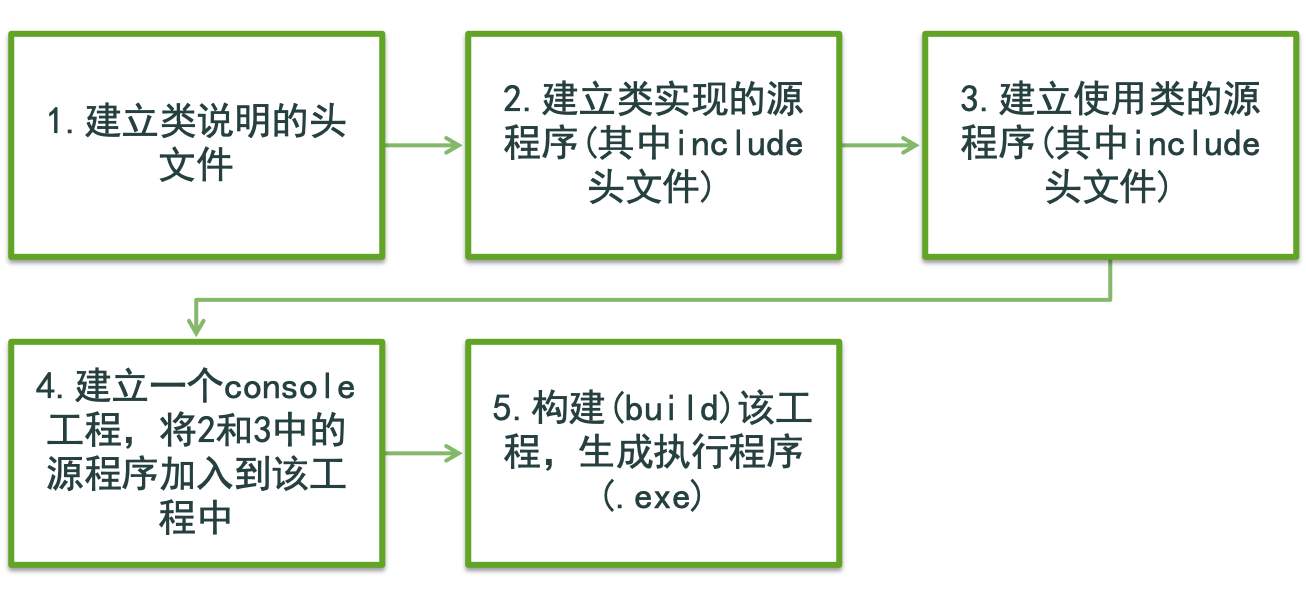 1.建立类说明的头
文件
2.建立类实现的源
程序(其中include
头文件)
3.建立使用类的源
程序(其中include
头文件)
4.建立一个console
工程，将2和3中的
源程序加入到该工
程中
5.构建(build)该工
程，生成执行程序
(.exe)